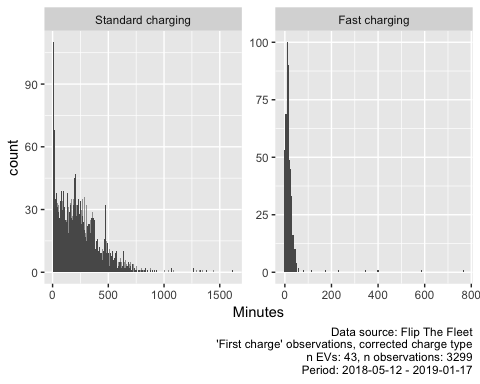 Standard charging
Fast charging
count
90
60
30
0
100
75
50
25
0
0
500
1000
1500
0
200
400
600
800
Minutes
Data source: Flip The Fleet
'First charge' observations, corrected charge type
n EVs: 43, n observations: 3299
Period: 2018-05-12 - 2019-01-17